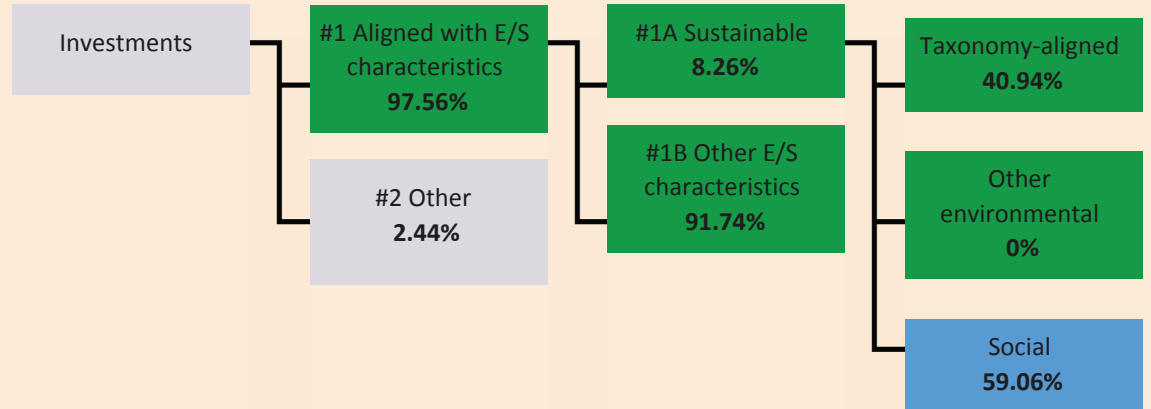 Investments
#1 Aligned with E/S
characteristics
97.56%
#2 Other
2.44%
#1A Sustainable
8.26%
#1B Other E/S
characteristics
91.74%
Taxonomy-aligned
40.94%
Other
environmental
0%
Social
59.06%